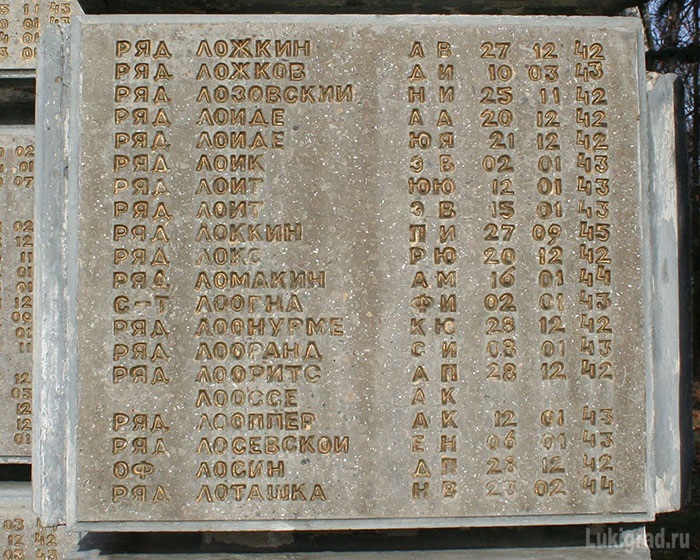 РЯД ЛОЖКИН А В 27 12 42
РЯД ЛОЖКОВ Д И 10 03 43
РЯД ЛОЗОВСКИИ Н И 25 11 42
РЯД ЛОИДЕ А А 20 12 42
РЯД ЛОИДЕ Ю Я 21 12 42
РЯД ЛОИК Э В 02 01 43
РЯД ЛОИТ Ю Ю 12 01 43
РЯД ЛОИТ Э В 15 01 43
РЯД ЛОККИН П И 27 09 45
РЯД ЛОКС Р Ю 20 12 42
РЯД ЛОМАКИН А М 16 01 44
С-Т ЛООГНА Ф И 02 01 43
РЯД ЛООНУРМЕ К Ю 28 12 42
РЯД ЛООРАНД С И 08 01 43
РЯД ЛООРИТС А П 28 12 42
ЛООССЕ А К
РЯД ЛООППЕР А К 12 01 43
РЯД ЛОСЕВСКОИ Е Н 06 01 43
ОФ ЛОСИН Д П 28 12 42
РЯД ЛОТАШКА Н В 23 02 44
Lukigrad.ru